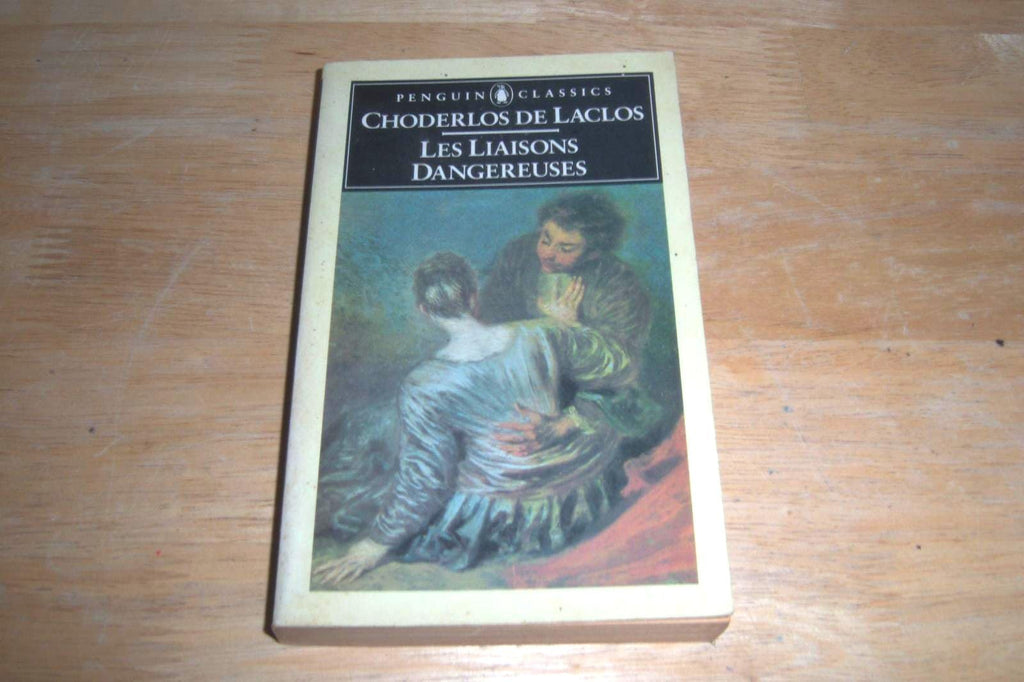 PENGUIN CLASSICS
CHODERLOS DE LACLOS
LES LIAISONS
DANGEREUSES